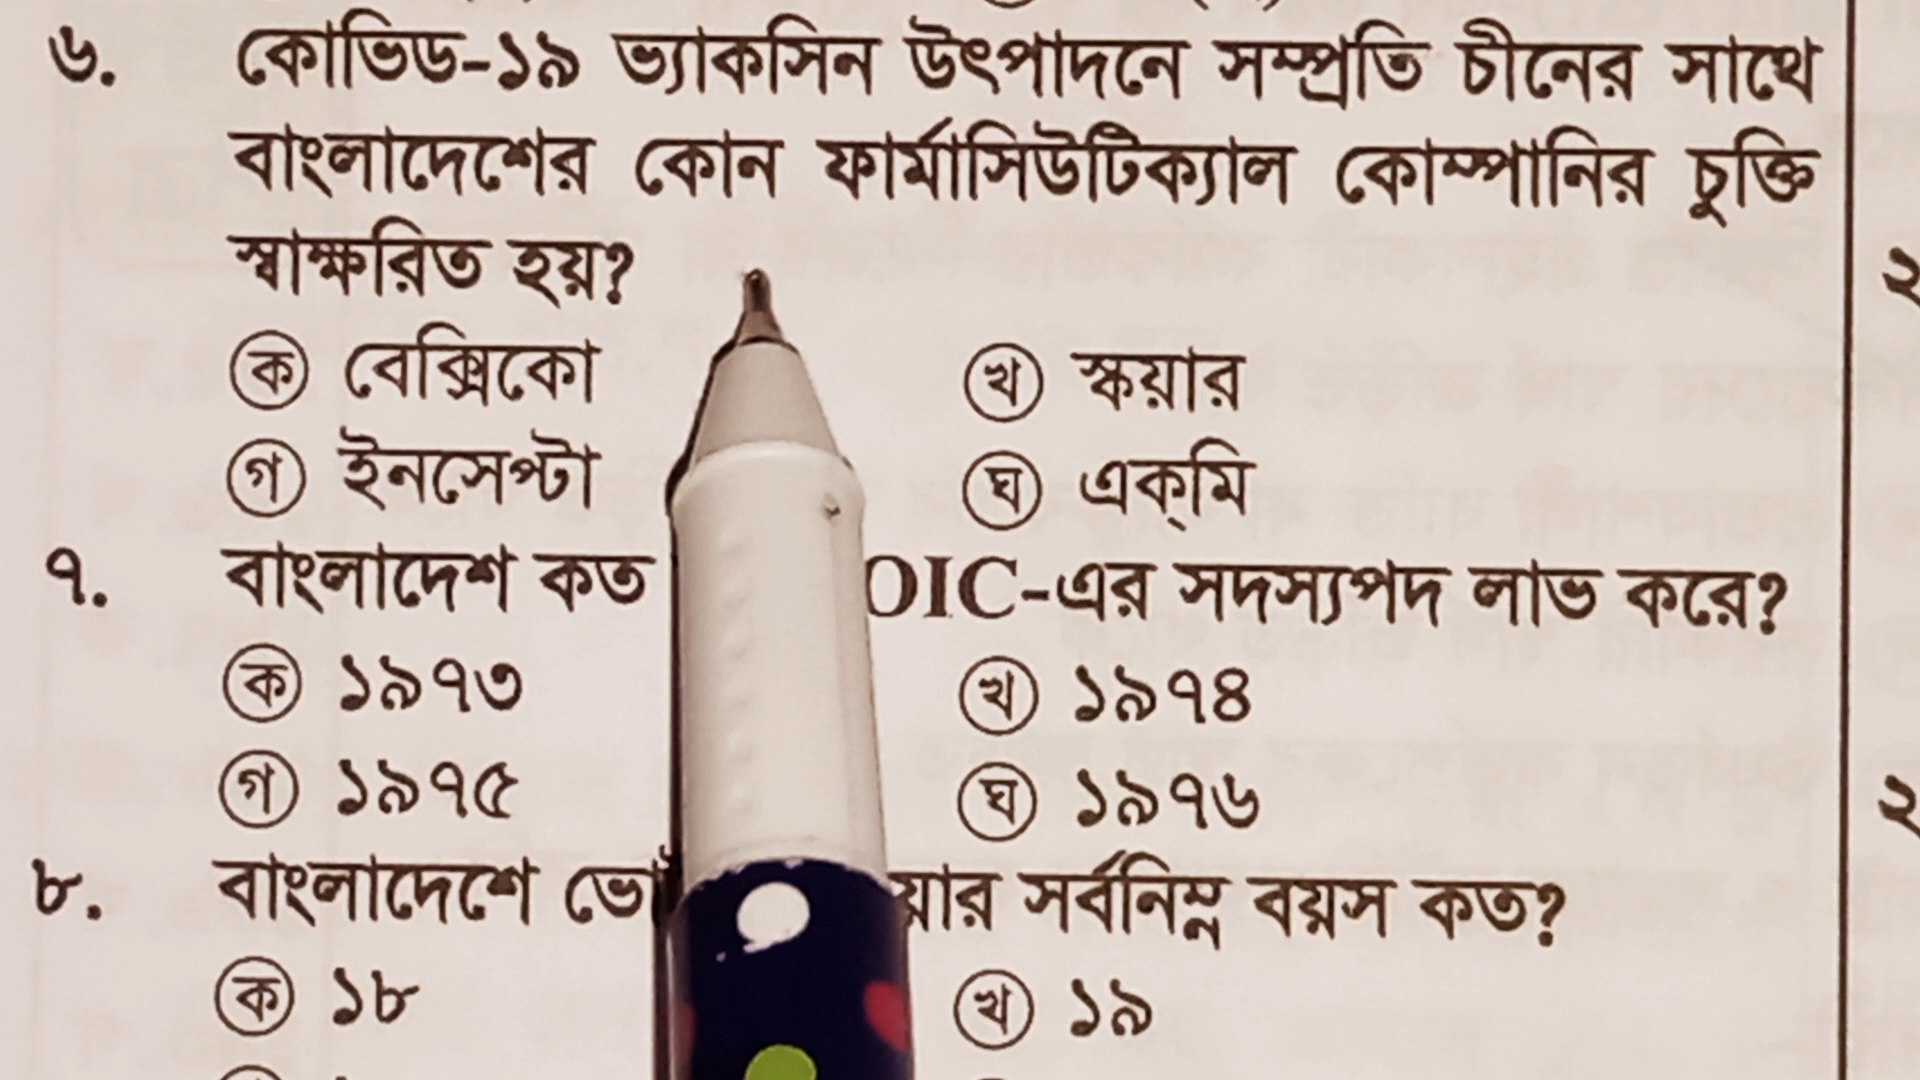 ৬. কোভিড-১৯ ভ্যাকসিন উৎপাদনে সম্প্রতি চীনের সাথে
বাংলাদেশের কোন ফার্মাসিউটিক্যাল কোম্পানির চুক্তি
স্বাক্ষরিত হয়?
ক বেক্সিকো খ স্কয়ার
গ ইনসেপ্টা ঘ এক্‌মি
৭. বাংলাদেশ কত OIC-এর সদস্যপদ লাভ করে?
ক ১৯৭৩ খ ১৯৭৪
গ ১৯৭৫ ঘ ১৯৭৬
৮. বাংলাদেশে সর্বনিম্ন বয়স কত?
ক ১৮ খ ১৯